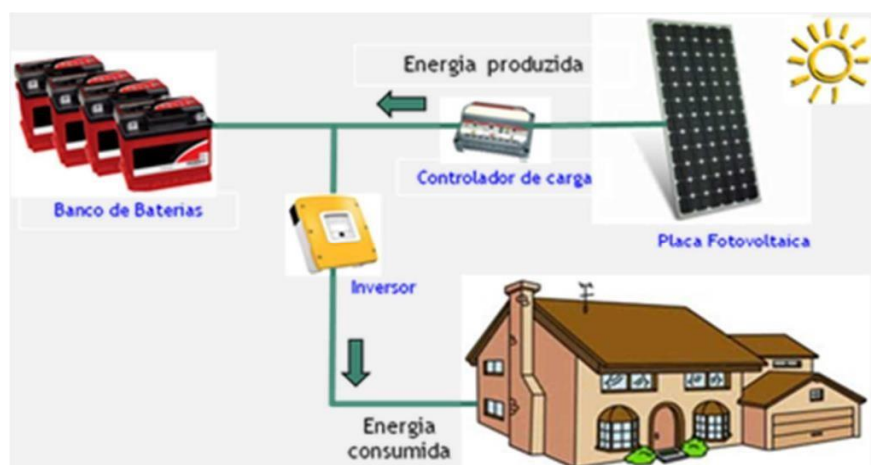 Energia produzida
Controlador de carga
Banco de Baterias
Placa Fotovoltaica
Inversor
Energia
consumida